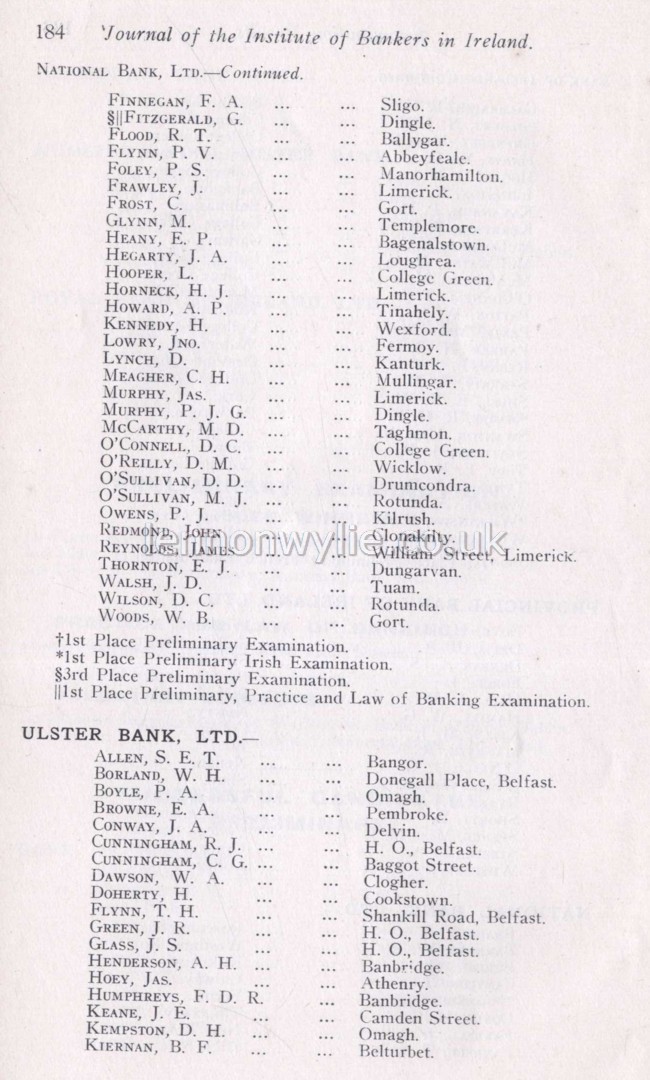 184 'Journal of the Institute of Bankers in Ireland.
NATIONAL BANK, LTD.—Continued.
FINNEGAN, F. A. ... ... Sligo.
§||FITZGERALD, G. ... ... Dingle.
FLOOD, R. T. ... ... Ballygar.
FLYNN, P. V. ... ... Abbeyfeale.
FOLEY, P. S. ... ... Manorhamilton.
FRAWLEY, J. ... ... Limerick.
FROST, C. ... ... Gort.
GLYNN, M. ... ... Templemore.
HEANY, E. P. ... ... Bagenalstown.
HEGARTY, J. A. ... ... Loughrea.
HOOPER, L. ... ... College Green.
HORNECK, H. J. ... ... Limerick.
HOWARD, A. P. ... ... Tinahely.
KENNEDY, H. ... ... Wexford.
LOWRY, JNO. ... ... Fermoy.
LYNCH, D. ... ... Kanturk.
MEAGHER, C. H. ... ... Mullingar.
MURPHY, JAS. ... ... Limerick.
MURPHY, P. J. G. ... ... Dingle.
MCCARTHY, M. D. ... ... Taghmon.
O'CONNELL, D. C. ... ... College Green.
O'REILLY, D. M. ... ... Wicklow.
O'SULLIVAN, D. D. ... ... Drumcondra.
O'SULLIVAN, M. J. ... ... Rotunda.
OWENS, P. J. ... ... Kilrush.
REDMOND, JOHN ... ... Clonakilty.
REYNOLDS, JAMES ... ... William Street, Limerick.
THORNTON, E. J. ... ... Dungarvan.
WALSH, J. D. ... ... Tuam.
WILSON, D. C. ... ... Rotunda.
WOODS, W. B. ... ... Gort.
†1st Place Preliminary Examination.
*1st Place Preliminary Irish Examination.
§3rd Place Preliminary Examination.
||1st Place Preliminary, Practice and Law of Banking Examination.
ULSTER BANK, LTD.—
ALLEN, S. E. T. ... ... Bangor.
BORLAND, W. H. ... ... Donegall Place, Belfast.
BOYLE, P. A. ... ... Omagh.
BROWNE, E. A. ... ... Pembroke.
CONWAY, J. A. ... ... Delvin.
CUNNINGHAM, R. J. ... ... H. O., Belfast.
CUNNINGHAM, C. G. ... ... Baggot Street.
DAWSON, W. A. ... ... Clogher.
DOHERTY, H. ... ... Cookstown.
FLYNN, T. H. ... ... Shankill Road, Belfast.
GREEN, J. R. ... ... H. O., Belfast.
GLASS, J. S. ... ... H. O., Belfast.
HENDERSON, A. H. ... ... Banbridge.
HOEY, JAS. ... ... Athenry.
HUMPHREYS, F. D. R. ... Banbridge.
KEANE, J. E. ... ... Camden Street.
KEMPSTON, D. H. ... ... Omagh.
KIERNAN, B. F. ... ... Belturbet.
lennonwylie.co.uk